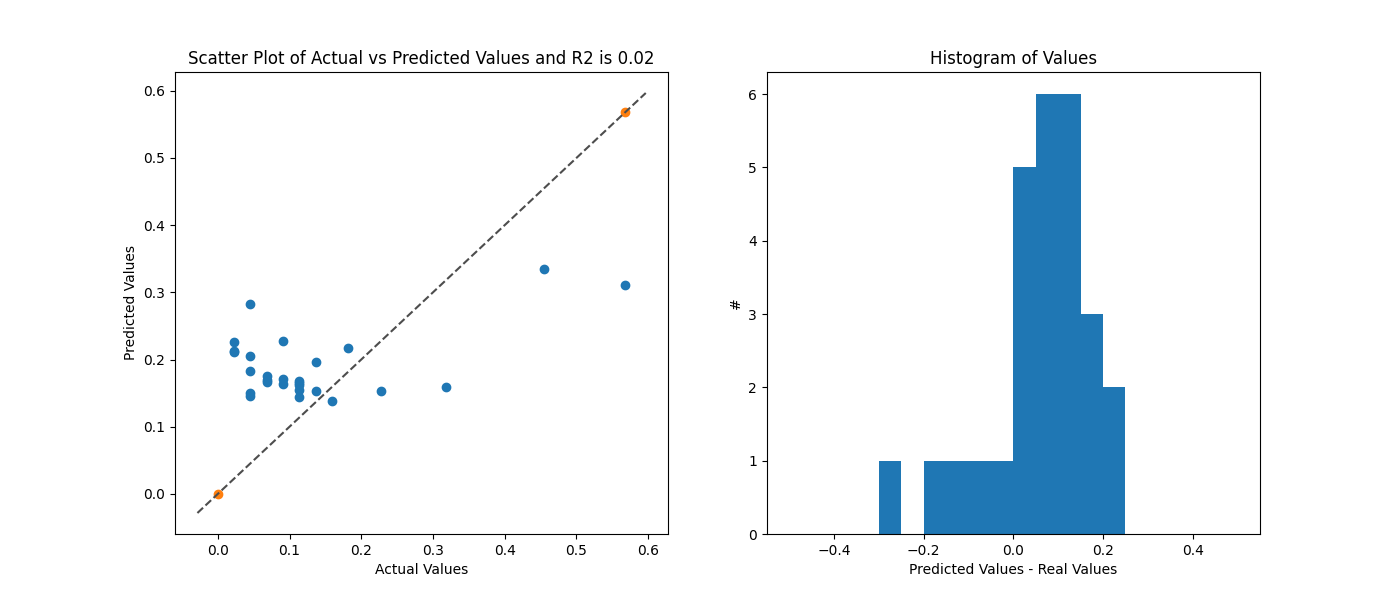 Scatter Plot of Actual vs Predicted Values and R2 is 0.02
0.6
0.5
0.4
0.3
0.2
0.1
0.0
Predicted Values
0.0 0.1 0.2 0.3 0.4 0.5 0.6
Actual Values
Histogram of Values
6
5
4
3
2
1
0
#
−0.4 −0.2 0.0 0.2 0.4
Predicted Values - Real Values